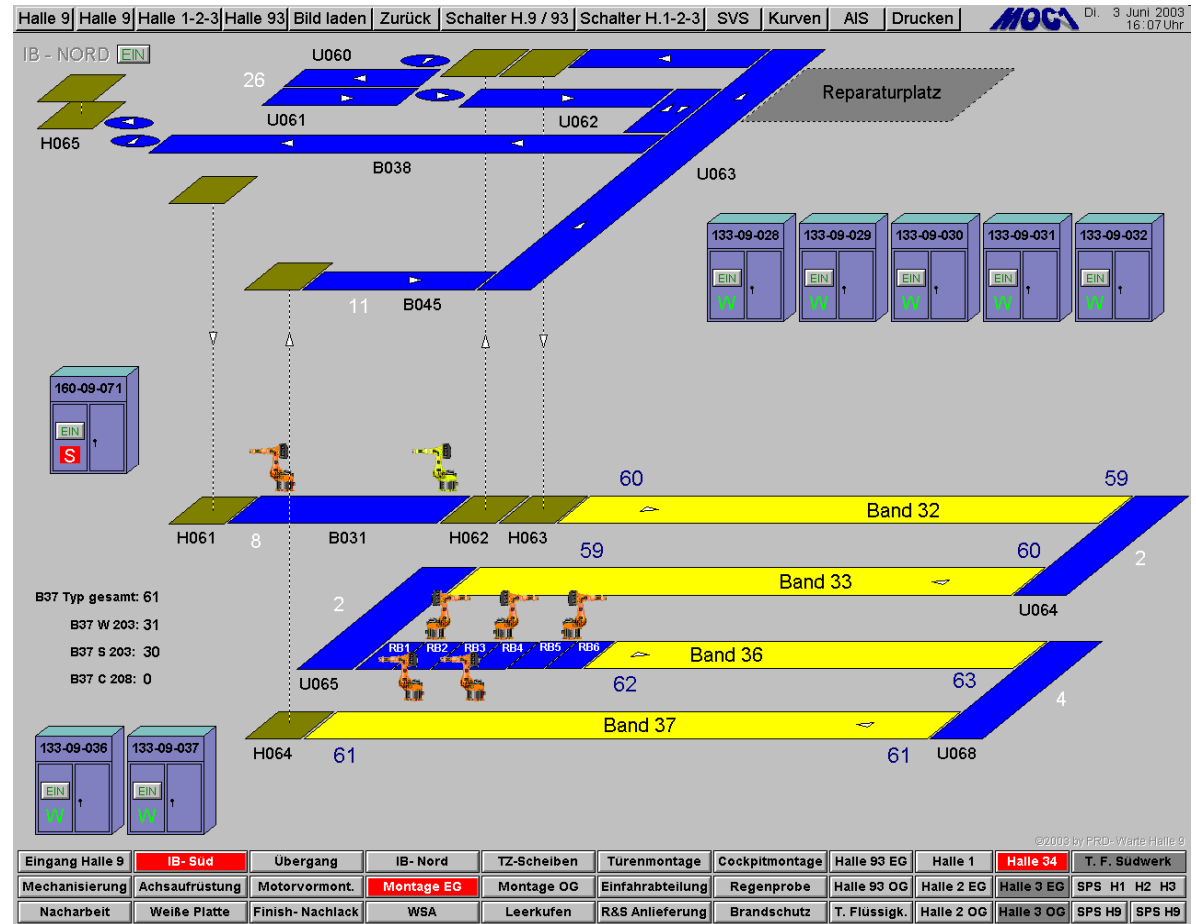 Halle 9 Halle 9 Halle 1-2-3 Halle 93 Bild laden Zurück Schalter H.9 / 93 Schalter H.1-2-3 SVS Kurven AIS Drucken MOCA Di. 3 Juni 2003
16:07 Uhr
IB - NORD EIN
U060
26
Reparaturplatz
U061 U062
H065
B038
U063
133-09-028 133-09-029 133-09-030 133-09-031 133-09-032
EIN EIN EIN EIN EIN
W W W W W
11 B045
160-09-071
EIN
S
60 59
Band 32
H061 8 B031 H062 H063
59 60 2
Band 33
B37 Typ gesamt: 61 2 U064
B37 W 203: 31
RB1 RB2 RB3 RB4 RB5 RB6
B37 S 203: 30 Band 36
B37 C 208: 0 U065 62 63
4
Band 37
133-09-036 133-09-037 H064 61 61 U068
EIN EIN
W W
©2003 by PRD-Warte Halle 9
Eingang Halle 9 IB- Süd Übergang IB- Nord TZ-Scheiben Türenmontage Cockpitmontage Halle 93 EG Halle 1 Halle 34 T. F. Südwerk
Mechanisierung Achsaufrüstung Motorvormont. Montage EG Montage OG Einfahrabteilung Regenprobe Halle 93 OG Halle 2 EG Halle 3 EG SPS H1 H2 H3
Nacharbeit Weiße Platte Finish- Nachlack WSA Leerkufen R&S Anlieferung Brandschutz T. Flüssigk. Halle 2 OG Halle 3 OG SPS H9 SPS H9